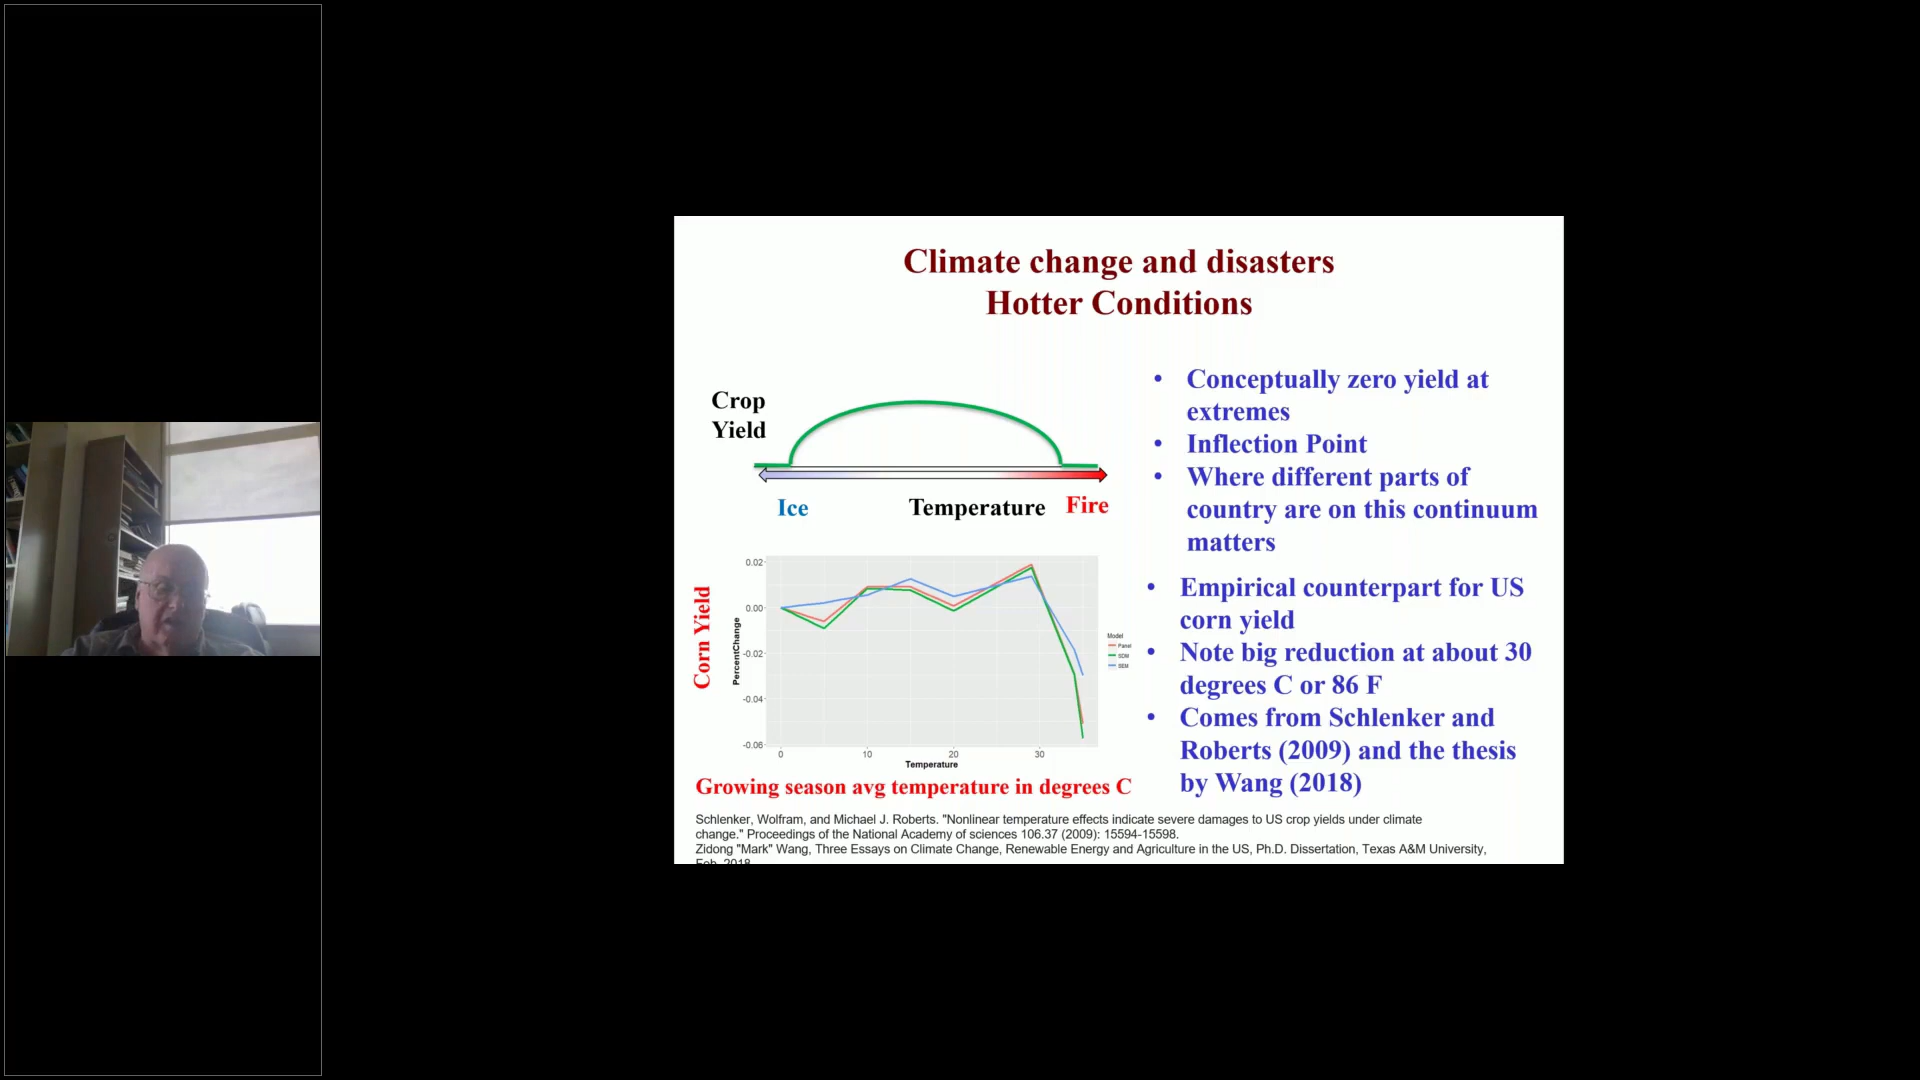 Climate change and disasters
Hotter Conditions
Crop
Yield
Ice
Temperature
Fire
• Conceptually zero yield at
extremes
• Inflection Point
• Where different parts of
country are on this continuum
matters
Corn Yield
PercentChange
0.02
0.00
-0.02
-0.04
-0.06
0
10
20
30
Temperature
Model
Panel
SDM
SEM
Growing season avg temperature in degrees C
• Empirical counterpart for US
corn yield
• Note big reduction at about 30
degrees C or 86 F
• Comes from Schlenker and
Roberts (2009) and the thesis
by Wang (2018)
Schlenker, Wolfram, and Michael J. Roberts. "Nonlinear temperature effects indicate severe damages to US crop yields under climate
change." Proceedings of the National Academy of sciences 106.37 (2009): 15594-15598.
Zidong "Mark" Wang, Three Essays on Climate Change, Renewable Energy and Agriculture in the US, Ph.D. Dissertation, Texas A&M University,
Feb, 2018